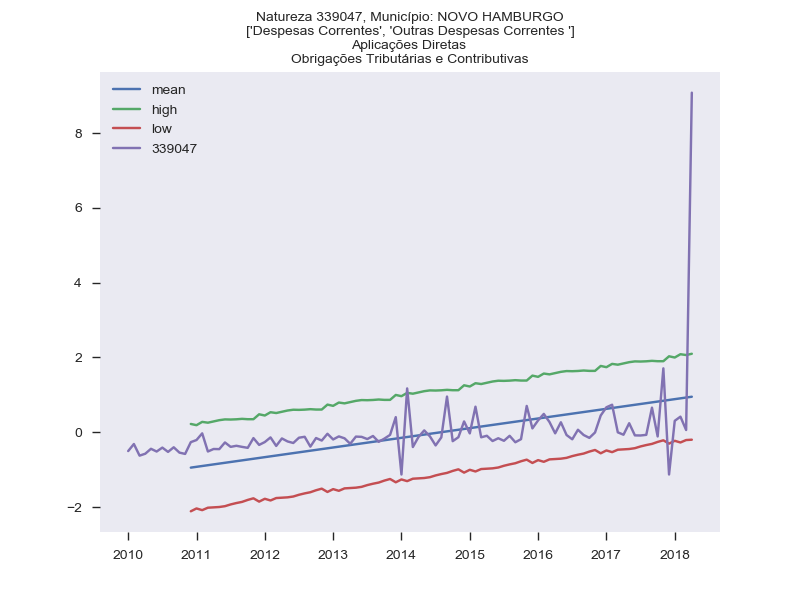 Natureza 339047, Município: NOVO HAMBURGO
['Despesas Correntes', 'Outras Despesas Correntes ']
Aplicações Diretas
Obrigações Tributárias e Contributivas
mean
high
low
339047
8
6
4
2
0
−2
2010 2011 2012 2013 2014 2015 2016 2017 2018